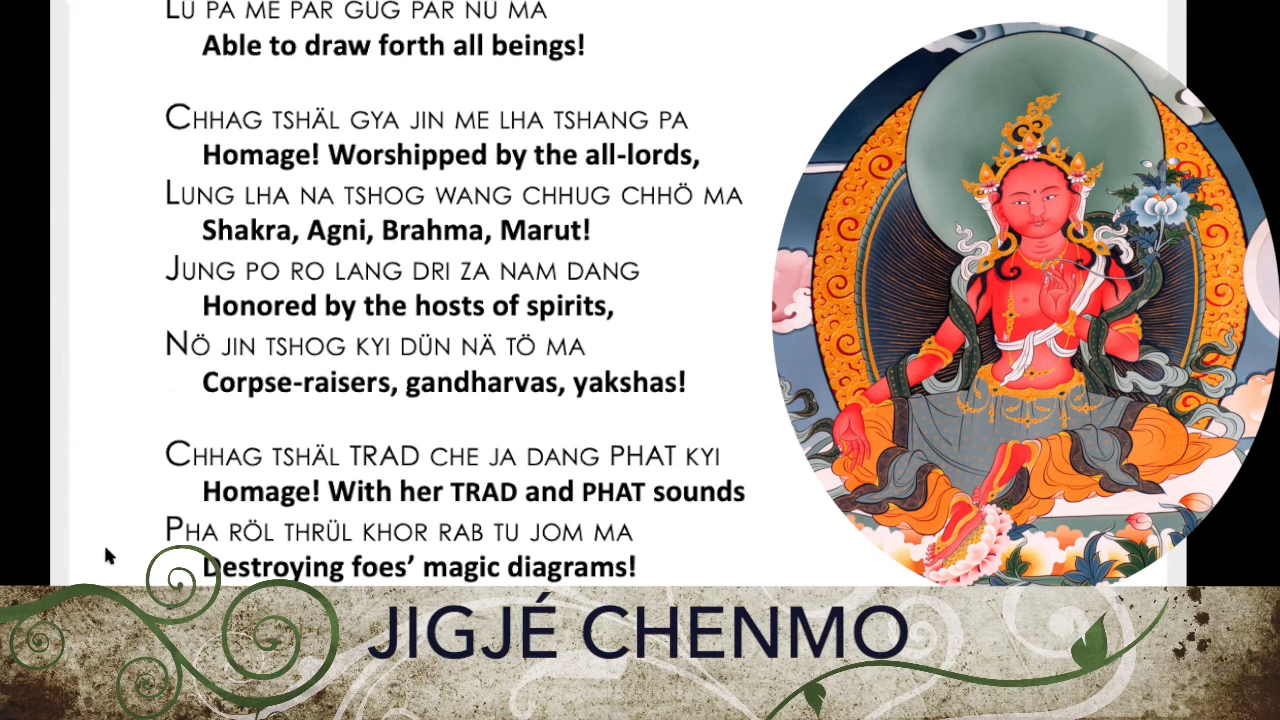 LU PA ME PAR GUG PAR NÜ MA
Able to draw forth all beings!
CHHAG TSHÄL GYA JIN ME LHA TSHANG PA
Homage! Worshipped by the all-lords,
LUNG LHA NA TSHOG WANG CHHUG CHHÖ MA
Shakra, Agni, Brahma, Marut!
JUNG PO RO LANG DRI ZA NAM DANG
Honored by the hosts of spirits,
NÖ JIN TSHOG KYI DÜN NÄ TÖ MA
Corpse-raisers, gandharvas, yakshas!
CHHAG TSHÄL TRAD CHE JA DANG PHAT KYI
Homage! With her TRAD and PHAT sounds
PHA RÖL THRÜL KHOR RAB TU JOM MA
Destroying foes’ magic diagrams!
JIGJÉ CHENMO